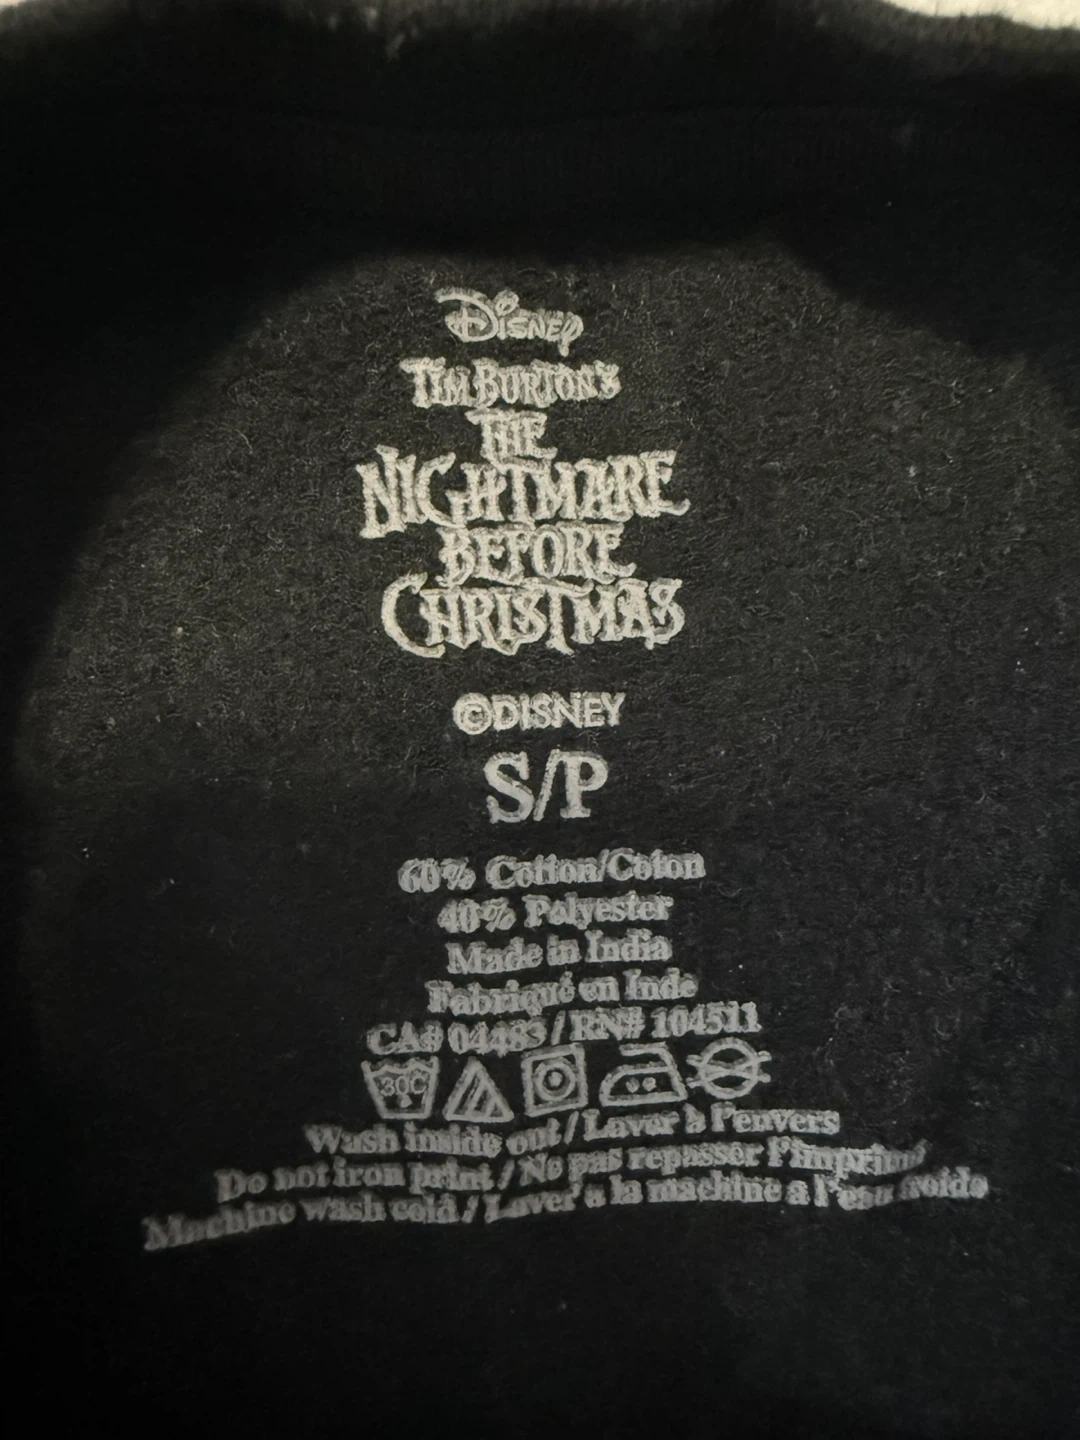 Disney
Tim Burton's
The
Nightmare
Before
Christmas
©DISNEY
S/P
60% Cotton/Coton
40% Polyester
Made in India
Fabriqué en Inde
CA# 04485 / RN# 104511
30C
Wash inside out / Laver à l'envers
Do not iron print / Ne pas repasser l'imprimé
Machine wash cold / Laver a la machine a l'eau froide